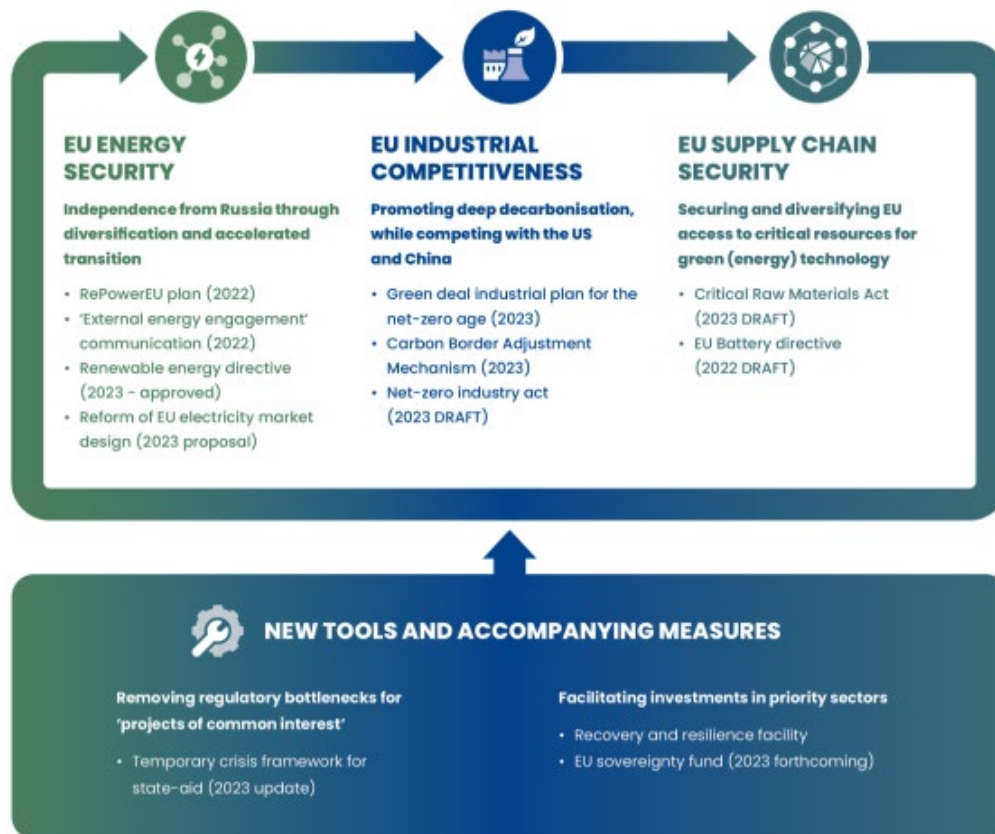 EU ENERGY
SECURITY
Independence from Russia through
diversification and accelerated
transition
• RePowerEU plan (2022)
• 'External energy engagement'
communication (2022)
• Renewable energy directive
(2023 - approved)
• Reform of EU electricity market
design (2023 proposal)
EU INDUSTRIAL
COMPETITIVENESS
Promoting deep decarbonisation,
while competing with the US
and China
• Green deal industrial plan for the
net-zero age (2023)
• Carbon Border Adjustment
Mechanism (2023)
• Net-zero industry act
(2023 DRAFT)
EU SUPPLY CHAIN
SECURITY
Securing and diversifying EU
access to critical resources for
green (energy) technology
• Critical Raw Materials Act
(2023 DRAFT)
• EU Battery directive
(2022 DRAFT)
NEW TOOLS AND ACCOMPANYING MEASURES
Removing regulatory bottlenecks for
'projects of common interest'
• Temporary crisis framework for
state-aid (2023 update)
Facilitating investments in priority sectors
• Recovery and resilience facility
• EU sovereignty fund (2023 forthcoming)